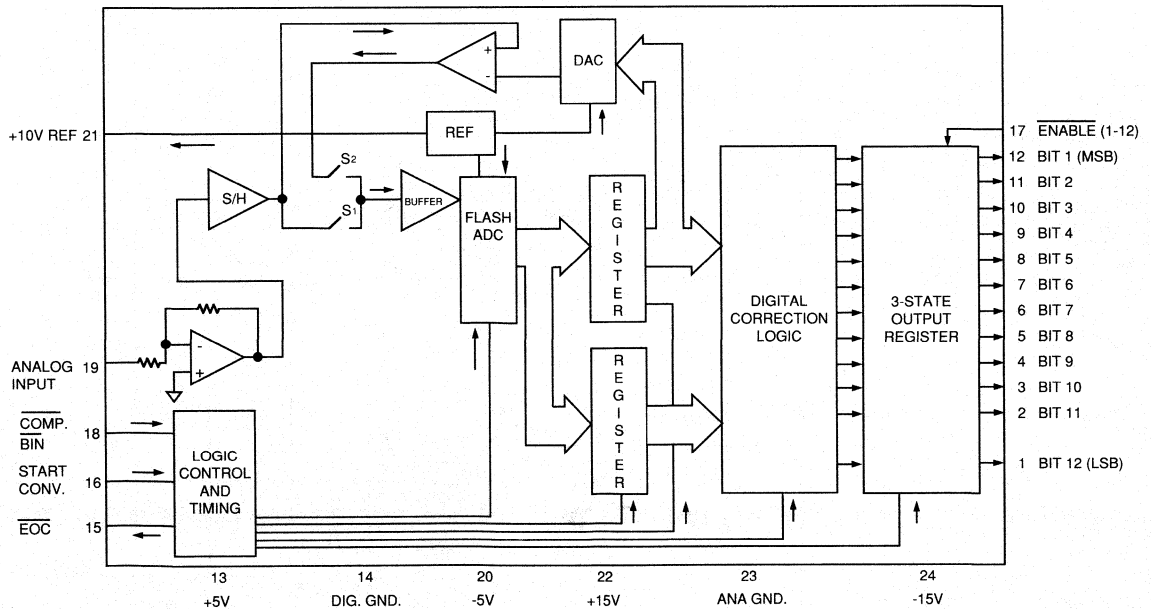 +
-
DAC
+10V REF 21
REF
17 ENABLE (1-12)
12 BIT 1 (MSB)
11 BIT 2
10 BIT 3
9 BIT 4
8 BIT 5
7 BIT 6
6 BIT 7
5 BIT 8
4 BIT 9
3 BIT 10
2 BIT 11
1 BIT 12 (LSB)
S2
S1
S/H
BUFFER
FLASH
ADC
REGISTER
REGISTER
DIGITAL
CORRECTION
LOGIC
3-STATE
OUTPUT
REGISTER
-
+
ANALOG
INPUT
19
COMP.
BIN
18
START
CONV.
16
EOC
15
LOGIC
CONTROL
AND
TIMING
13
+5V
14
DIG. GND.
20
-5V
22
+15V
23
ANA GND.
24
-15V